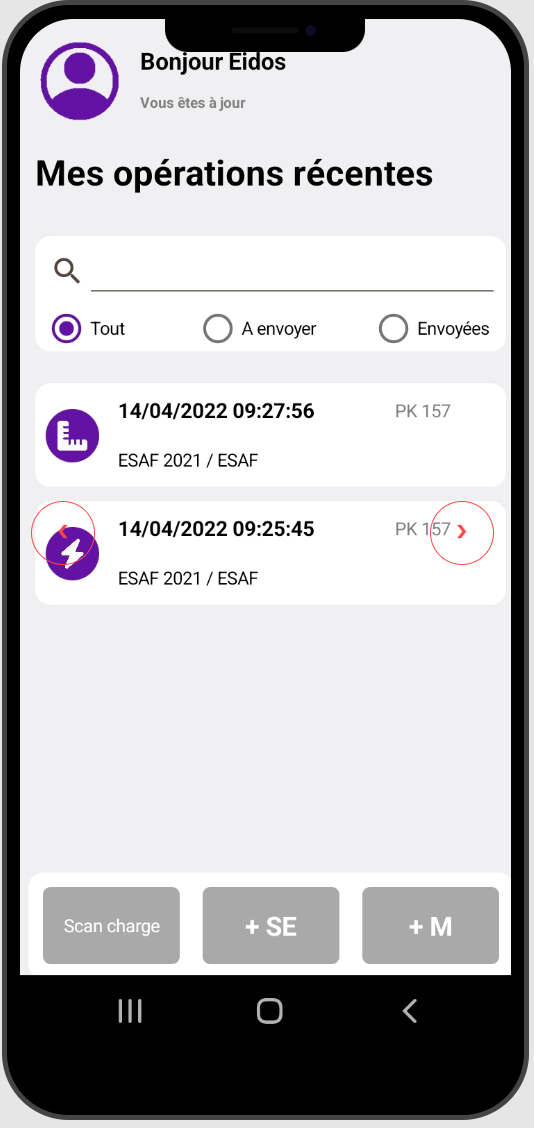 Bonjour Eidos
Vous êtes à jour
Mes opérations récentes
Tout
A envoyer
Envoyées
14/04/2022 09:27:56
PK 157
ESAF 2021 / ESAF
14/04/2022 09:25:45
PK 157
ESAF 2021 / ESAF
Scan charge
+ SE
+ M